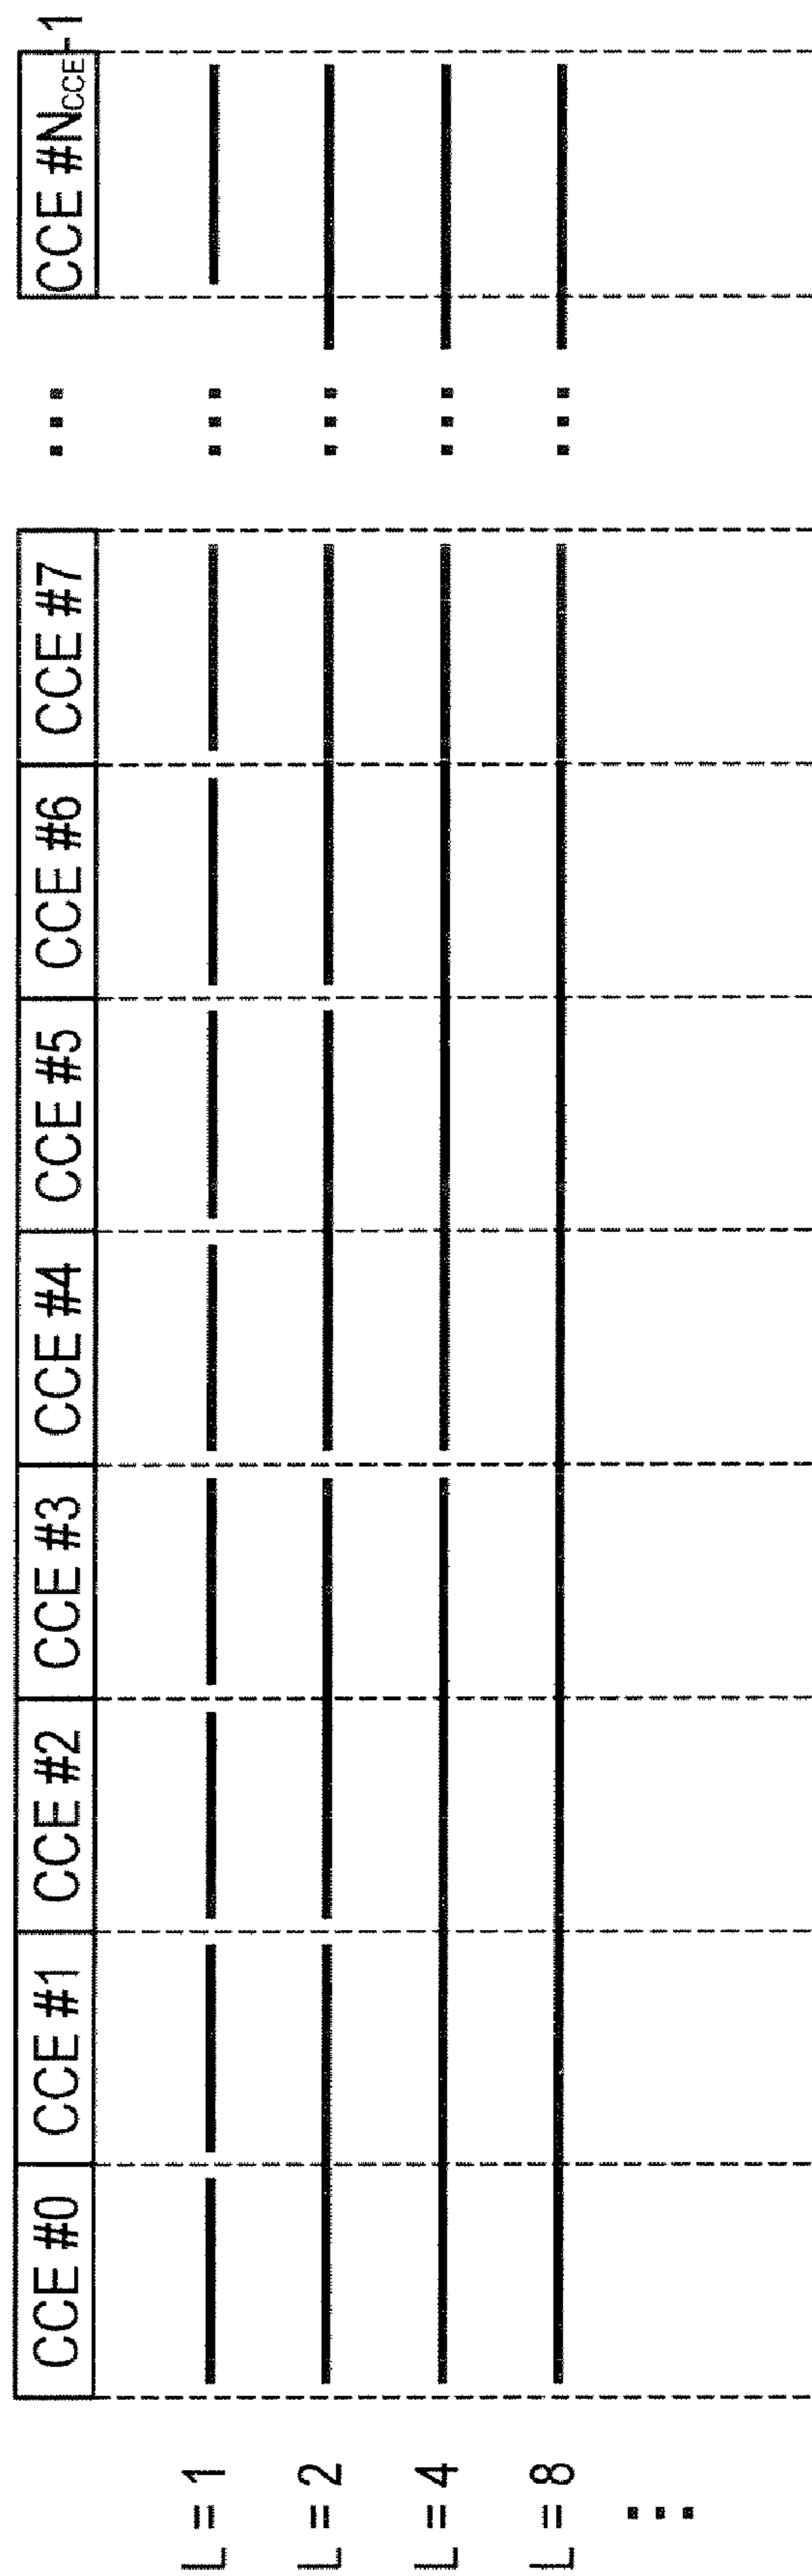 CCE #0 CCE #1 CCE #2 CCE #3 CCE #4 CCE #5 CCE #6 CCE #7 ... CCE #NCCE-1
L = 1 ...
L = 2 ...
L = 4 ...
L = 8 ...
...